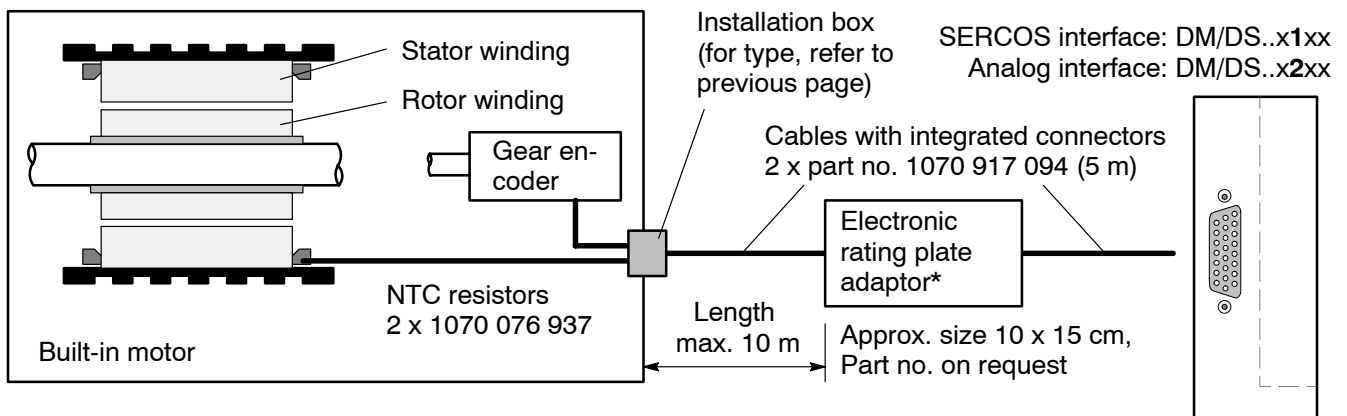 Stator winding
Rotor winding
Gear en-
coder
NTC resistors
2 x 1070 076 937
Built-in motor
Installation box
(for type, refer to
previous page)
SERCOS interface: DM/DS..x1xx
Analog interface: DM/DS..x2xx
Cables with integrated connectors
2 x part no. 1070 917 094 (5 m)
Electronic
rating plate
adaptor*
Length
max. 10 m
Approx. size 10 x 15 cm,
Part no. on request